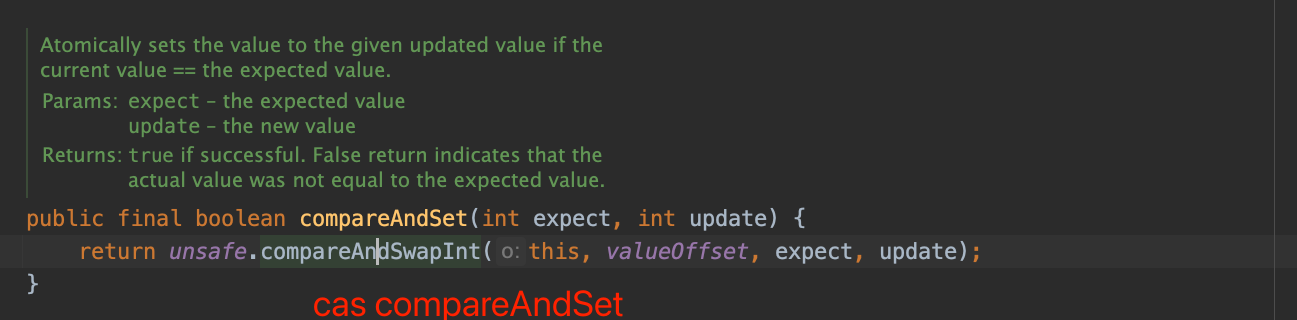 Atomically sets the value to the given updated value if the
current value == the expected value.
Params: expect – the expected value
update – the new value
Returns: true if successful. False return indicates that the
actual value was not equal to the expected value.
public final boolean compareAndSet(int expect, int update) {
return unsafe.compareAndSwapInt( o: this, valueOffset, expect, update);
}
cas compareAndSet